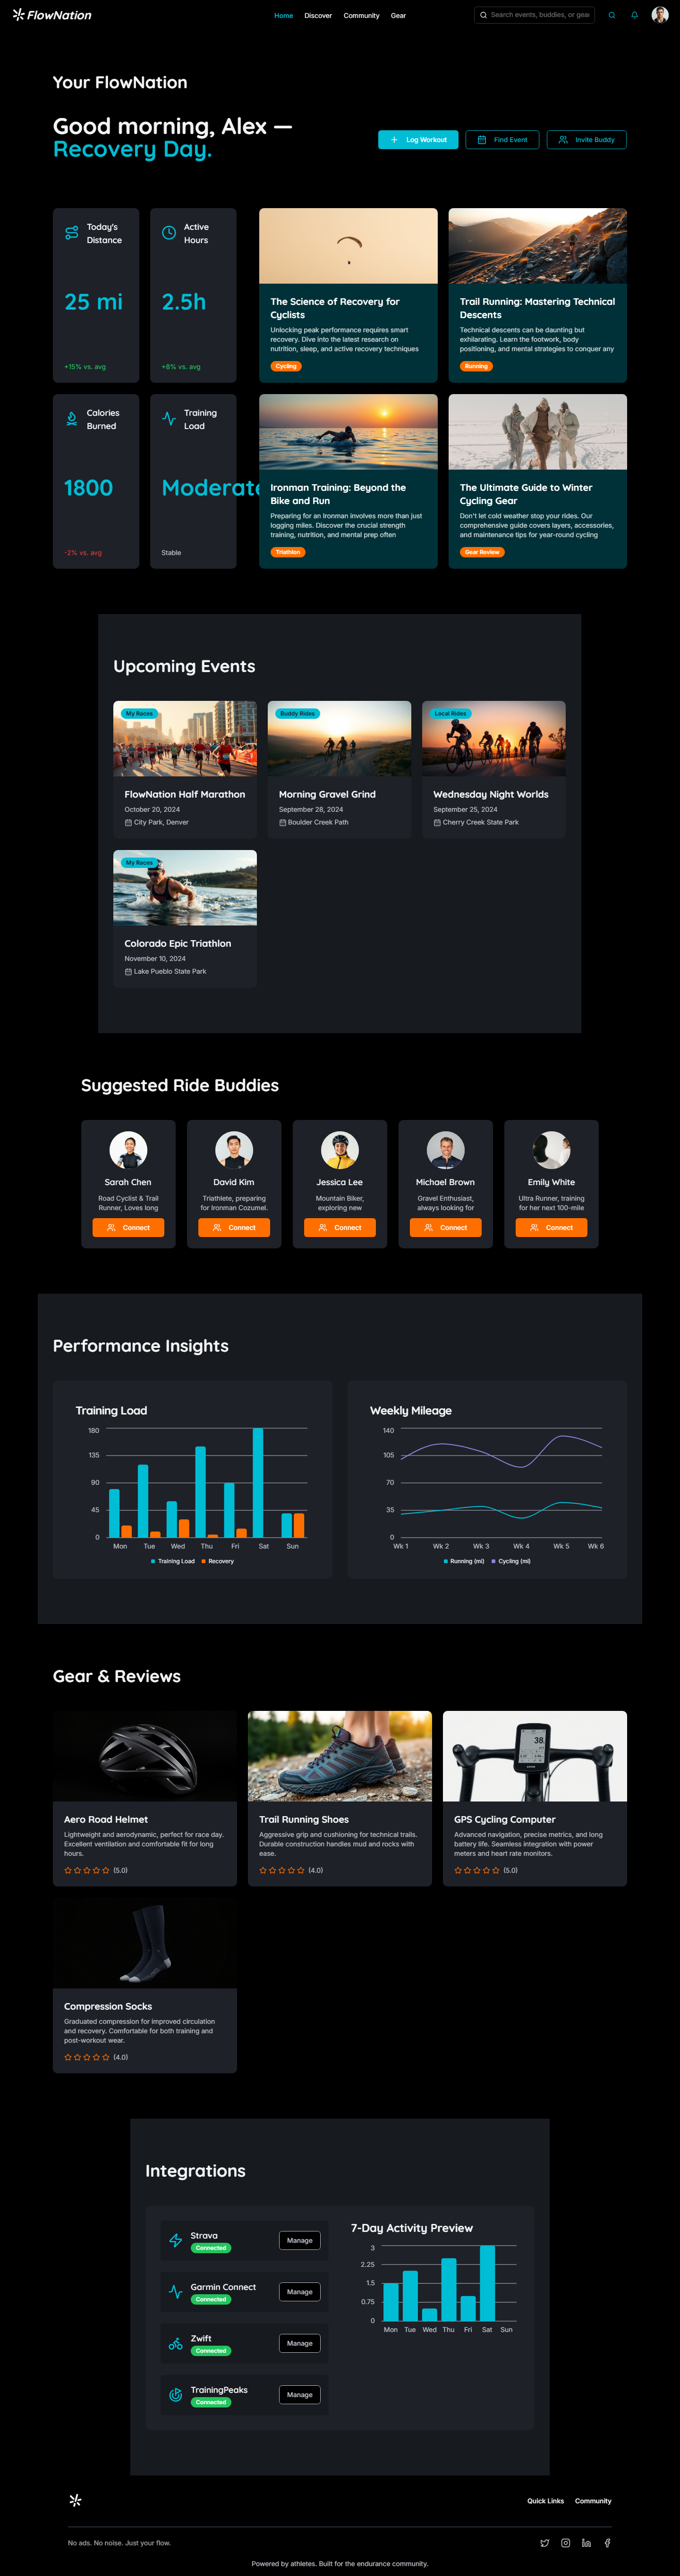 FlowNation
Home Discover Community Gear
Search events, buddies, or gear
Your FlowNation
Good morning, Alex —
Recovery Day.
Log Workout
Find Event
Invite Buddy
Today's
Distance
25 mi
+15% vs. avg
Active
Hours
2.5h
+8% vs. avg
Calories
Burned
1800
-2% vs. avg
Training
Load
Moderate
Stable
The Science of Recovery for
Cyclists
Unlocking peak performance requires smart
recovery. Dive into the latest research on
nutrition, sleep, and active recovery techniques
Cycling
Trail Running: Mastering Technical
Descents
Technical descents can be daunting but
exhilarating. Learn the footwork, body
positioning, and mental strategies to conquer any
Running
Ironman Training: Beyond the
Bike and Run
Preparing for an Ironman involves more than just
logging miles. Discover the crucial strength
training, nutrition, and mental prep often
Triathlon
The Ultimate Guide to Winter
Cycling Gear
Don't let cold weather stop your rides. Our
comprehensive guide covers layers, accessories,
and maintenance tips for year-round cycling
Gear Review
Upcoming Events
My Races
FlowNation Half Marathon
October 20, 2024
City Park, Denver
Buddy Rides
Morning Gravel Grind
September 28, 2024
Boulder Creek Path
Local Rides
Wednesday Night Worlds
September 25, 2024
Cherry Creek State Park
My Races
Colorado Epic Triathlon
November 10, 2024
Lake Pueblo State Park
Suggested Ride Buddies
Sarah Chen
Road Cyclist & Trail
Runner, Loves long
Connect
David Kim
Triathlete, preparing
for Ironman Cozumel.
Connect
Jessica Lee
Mountain Biker,
exploring new
Connect
Michael Brown
Gravel Enthusiast,
always looking for
Connect
Emily White
Ultra Runner, training
for her next 100-mile
Connect
Performance Insights
Training Load
180
135
90
45
0
Mon Tue Wed Thu Fri Sat Sun
Training Load Recovery
Weekly Mileage
140
105
70
35
0
Wk 1 Wk 2 Wk 3 Wk 4 Wk 5 Wk 6
Running (mi) Cycling (mi)
Gear & Reviews
Aero Road Helmet
Lightweight and aerodynamic, perfect for race day.
Excellent ventilation and comfortable fit for long
hours.
(5.0)
Trail Running Shoes
Aggressive grip and cushioning for technical trails.
Durable construction handles mud and rocks with
ease.
(4.0)
38
GPS Cycling Computer
Advanced navigation, precise metrics, and long
battery life. Seamless integration with power
meters and heart rate monitors.
(5.0)
Compression Socks
Graduated compression for improved circulation
and recovery. Comfortable for both training and
post-workout wear.
(4.0)
Integrations
Strava
Connected
Manage
Garmin Connect
Connected
Manage
Zwift
Connected
Manage
TrainingPeaks
Connected
Manage
7-Day Activity Preview
3
2.25
1.5
0.75
0
Mon Tue Wed Thu Fri Sat Sun
Quick Links Community
No ads. No noise. Just your flow.
Powered by athletes. Built for the endurance community.